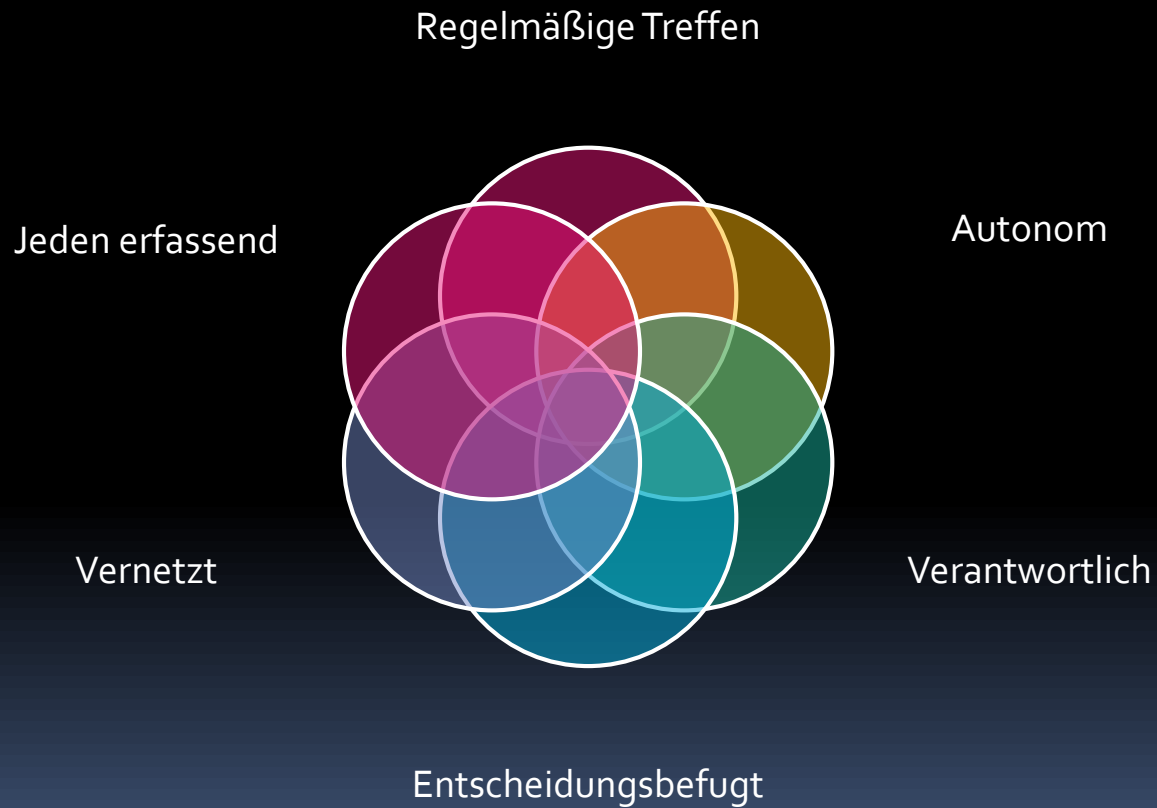 Regelmäßige Treffen
Jeden erfassend
Autonom
Vernetzt
Verantwortlich
Entscheidungsbefugt